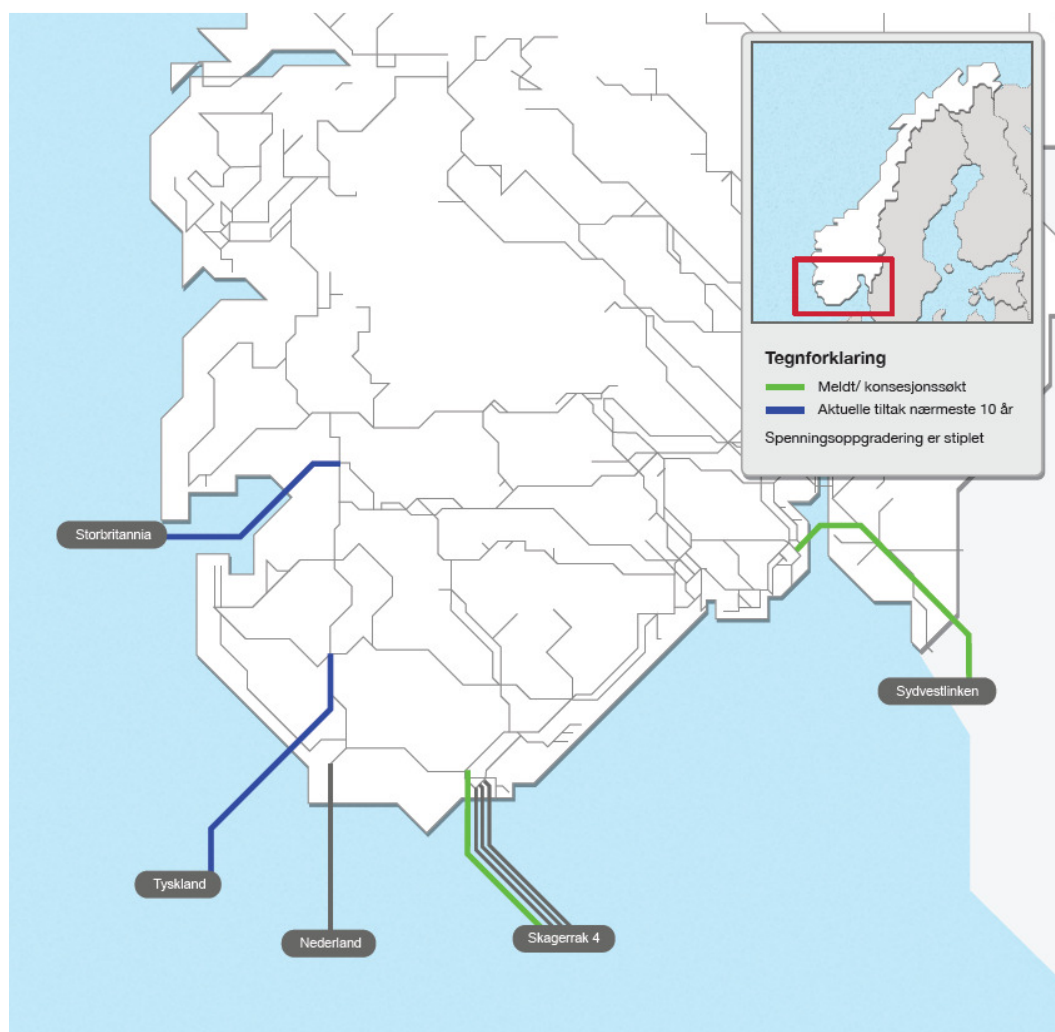 Tegnforklaring
Meldt/ konsesjonssøkt
Aktuelle tiltak nærmeste 10 år
Spenningsoppgradering er stiplet
Storbritannia
Sydvestlinken
Tyskland
Nederland
Skagerrak 4